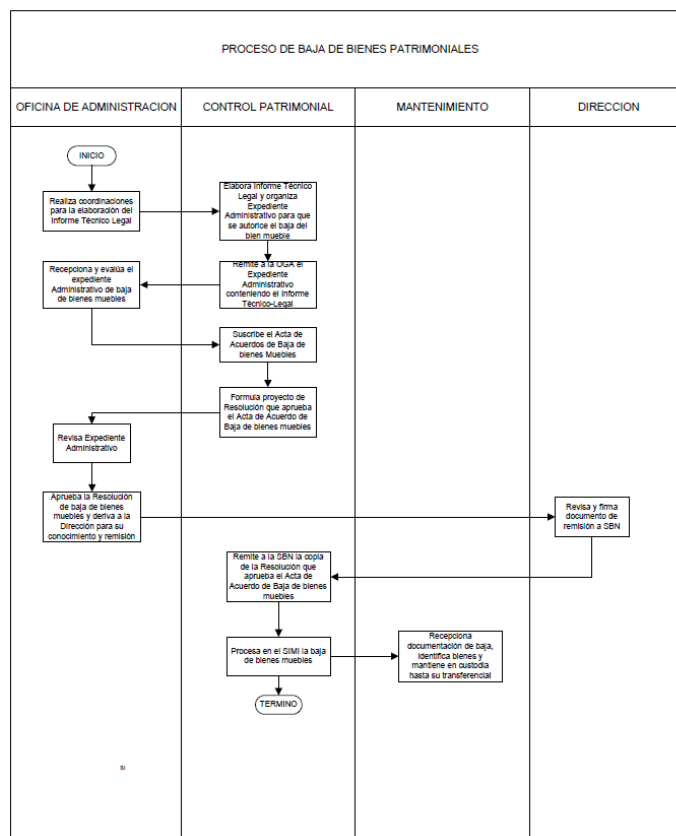 PROCESO DE BAJA DE BIENES PATRIMONIALES
OFICINA DE ADMINISTRACION
CONTROL PATRIMONIAL
MANTENIMIENTO
DIRECCION
INICIO
Realiza coordinaciones
para la elaboración del
Informe Técnico Legal
Elabora Informe Técnico
Legal y organiza
Expediente
Administrativo para que
se autorice el baja del
bien mueble
Recepciona y evalúa el
expediente
Administrativo de baja
de bienes muebles
Remite a la OGA el
Expediente
Administrativo
conteniendo el Informe
Técnico-Legal
Suscribe el Acta de
Acuerdos de Baja de
bienes Muebles
Formula proyecto de
Resolución que aprueba
el Acta de Acuerdo de
Baja de bienes muebles
Revisa Expediente
Administrativo
Aprueba la Resolución
de baja de bienes
muebles y deriva a la
Dirección para su
conocimiento y remisión
Revisa y firma
documento de
remisión a SBN
Remite a la SBN la copia
de la Resolución que
aprueba el Acta de
Acuerdo de Baja de bienes
muebles
Procesa en el SIMI la baja
de bienes muebles
Recepciona
documentación de baja,
identifica bienes y
mantiene en custodia
hasta su transferencial
TERMINO
SI